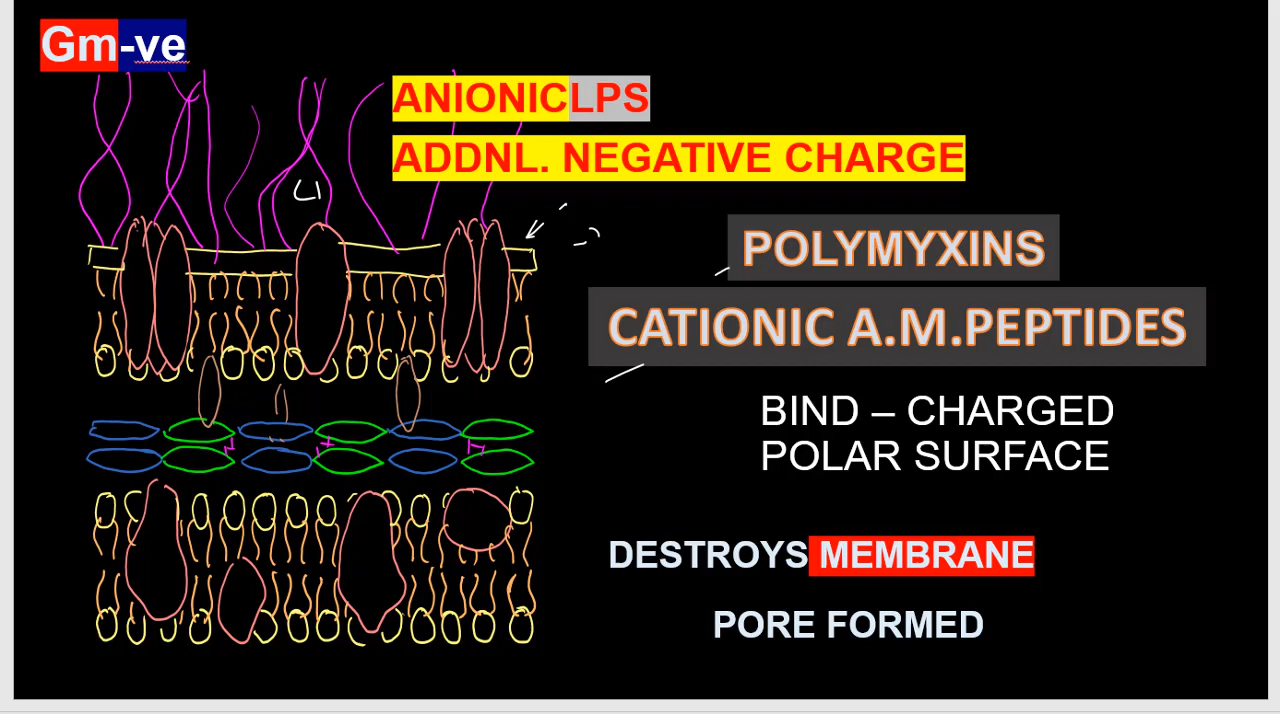 Gm-ve
ANIONICLPS
ADDNL. NEGATIVE CHARGE
POLYMYXINS
CATIONIC A.M.PEPTIDES
BIND – CHARGED
POLAR SURFACE
DESTROYS MEMBRANE
PORE FORMED